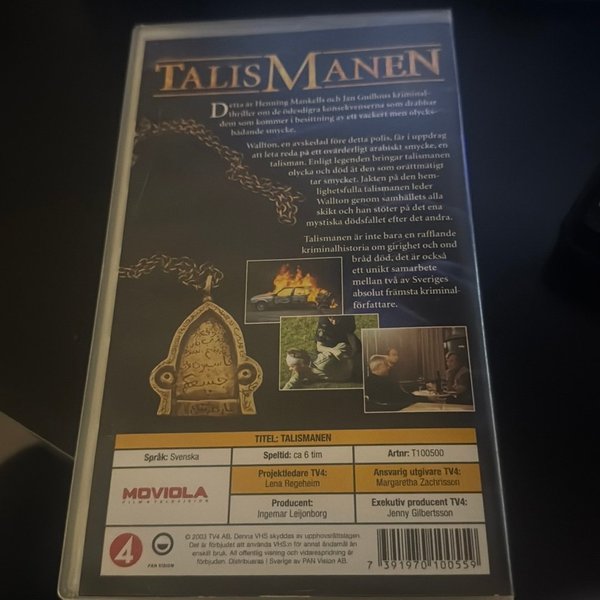 TALISMANEN
Detta är Henning Mankells och Jan Guillous kriminal-
thriller om de ödesdigra konsekvenserna som drabbar
dem som kommer i besittning av ett vackert men olycks-
bådande smycke.
Wallton, en avskedad före detta polis, får i uppdrag
att leta reda på ett ovärderligt arabiskt smycke, en
talisman. Enligt legenden bringar talismanen
olycka och död åt den som orättmätigt
tar smycket. Jakten på den hem-
lighetsfulla talismanen leder
Wallton genom samhällets alla
skikt och han stöter på det ena
mystiska dödsfallet efter det andra.
Talismanen är inte bara en rafflande
kriminalhistoria om girighet och ond
bråd död, det är också
ett unikt samarbete
mellan två av Sveriges
absolut främsta kriminal-
författare.
TITEL: TALISMANEN
Språk: Svenska Speltid: ca 6 tim Artnr: T100500
MOVIOLA
FILM & TELEVISION
Projektledare TV4:
Lena Regeheim
Ansvarig utgivare TV4:
Margaretha Zachrisson
Producent:
Ingemar Leijonborg
Exekutiv producent TV4:
Jenny Gilbertsson
4
PAN VISION
© 2003 TV4 AB. Denna VHS skyddas av upphovsrättslagen.
Det är förbjudet att använda VHS:n för annat ändamål än
enskilt bruk. All offentlig visning och vidarespridning är
förbjuden. Distribueras i Sverige av PAN Vision AB.
7 391970 100559